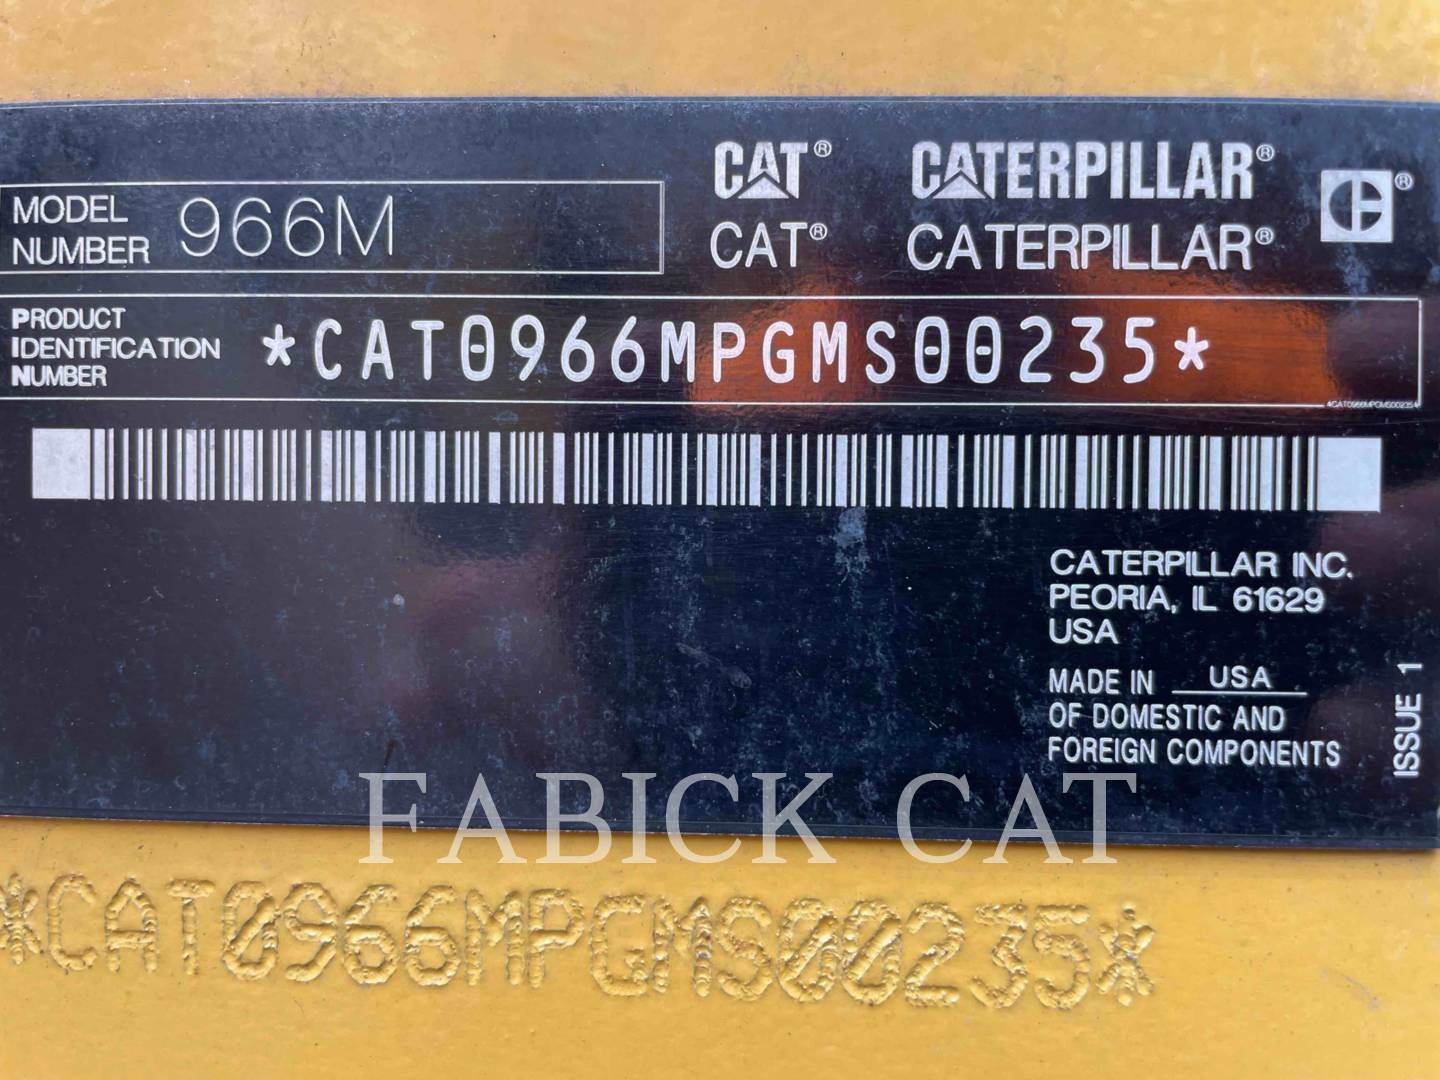 CAT® CATERPILLAR®
MODEL NUMBER 966M
CAT® CATERPILLAR®
PRODUCT IDENTIFICATION NUMBER *CAT0966MPGMS00235*
*CAT0966MPGMS00235*
CATERPILLAR INC.
PEORIA, IL 61629
USA
MADE IN USA
OF DOMESTIC AND
FOREIGN COMPONENTS
ISSUE 1
FABICK CAT
*CAT0966MPGMS00235*